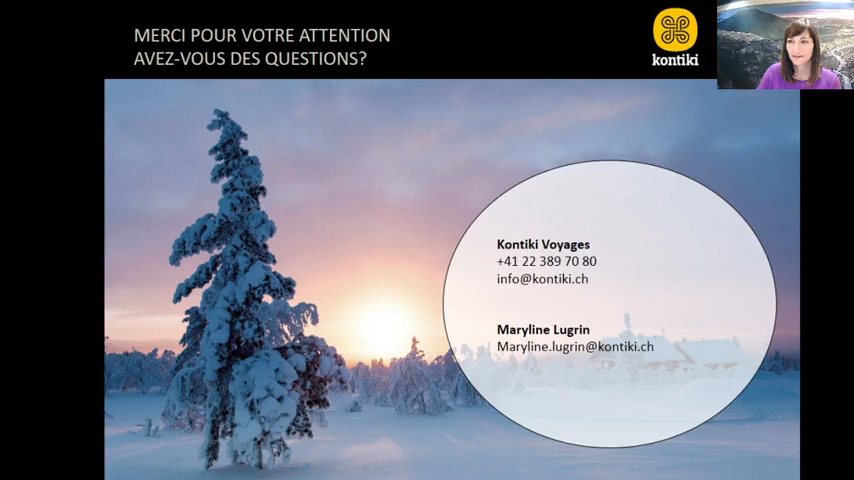 MERCI POUR VOTRE ATTENTION
AVEZ-VOUS DES QUESTIONS?
kontiki
Kontiki Voyages
+41 22 389 70 80
info@kontiki.ch
Maryline Lugrin
Maryline.lugrin@kontiki.ch